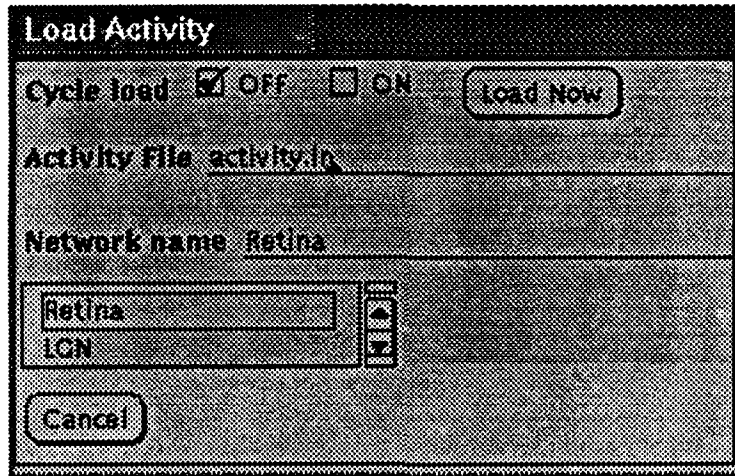 Load Activity
Cycle load OFF ON Load Now
Activity File activity.in
Network name Retina
Retina
LGN
Cancel